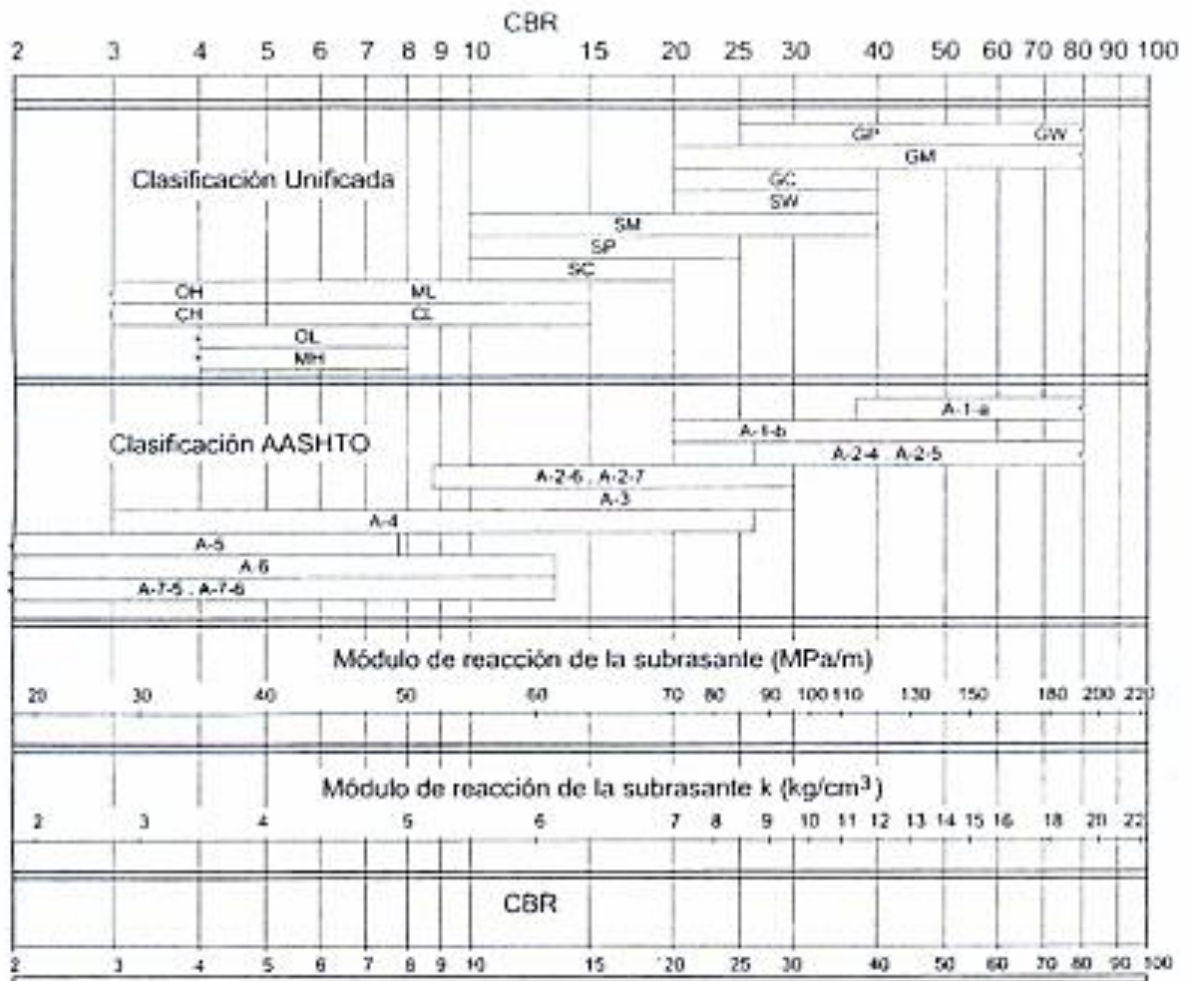 CBR
2 3 4 5 6 7 8 9 10 15 20 25 30 40 50 60 70 80 90 100
GP GW
GM
Clasificación Unificada
GC
SW
SM
SP
SC
OH ML
CH CL
OL
MH
A-1-a
A-1-b
Clasificación AASHTO
A-2-4 , A-2-5
A-2-6 , A-2-7
A-3
A-4
A-5
A-6
A-7-5 , A-7-6
Módulo de reacción de la subrasante (MPa/m)
20 30 40 50 60 70 80 90 100 110 130 150 180 200 220
Módulo de reacción de la subrasante k (kg/cm³)
2 3 4 5 6 7 8 9 10 11 12 13 14 15 16 18 20 22
CBR
2 3 4 5 6 7 8 9 10 15 20 25 30 40 50 60 70 80 90 100